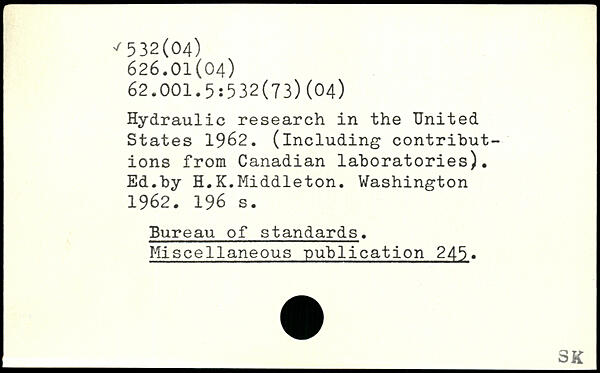 ✓532(04)
626.01(04)
62.001.5:532(73)(04)
Hydraulic research in the United
States 1962. (Including contribut-
ions from Canadian laboratories).
Ed.by H.K.Middleton. Washington
1962. 196 s.
Bureau of standards.
Miscellaneous publication 245.
SK